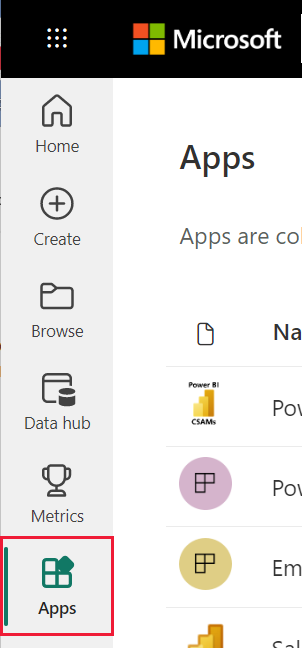 Microsoft
Home
Create
Browse
Data hub
Metrics
Apps
Apps
Apps are col
Na
Power BI
CSAMs
Pow
Pow
Em
Sal